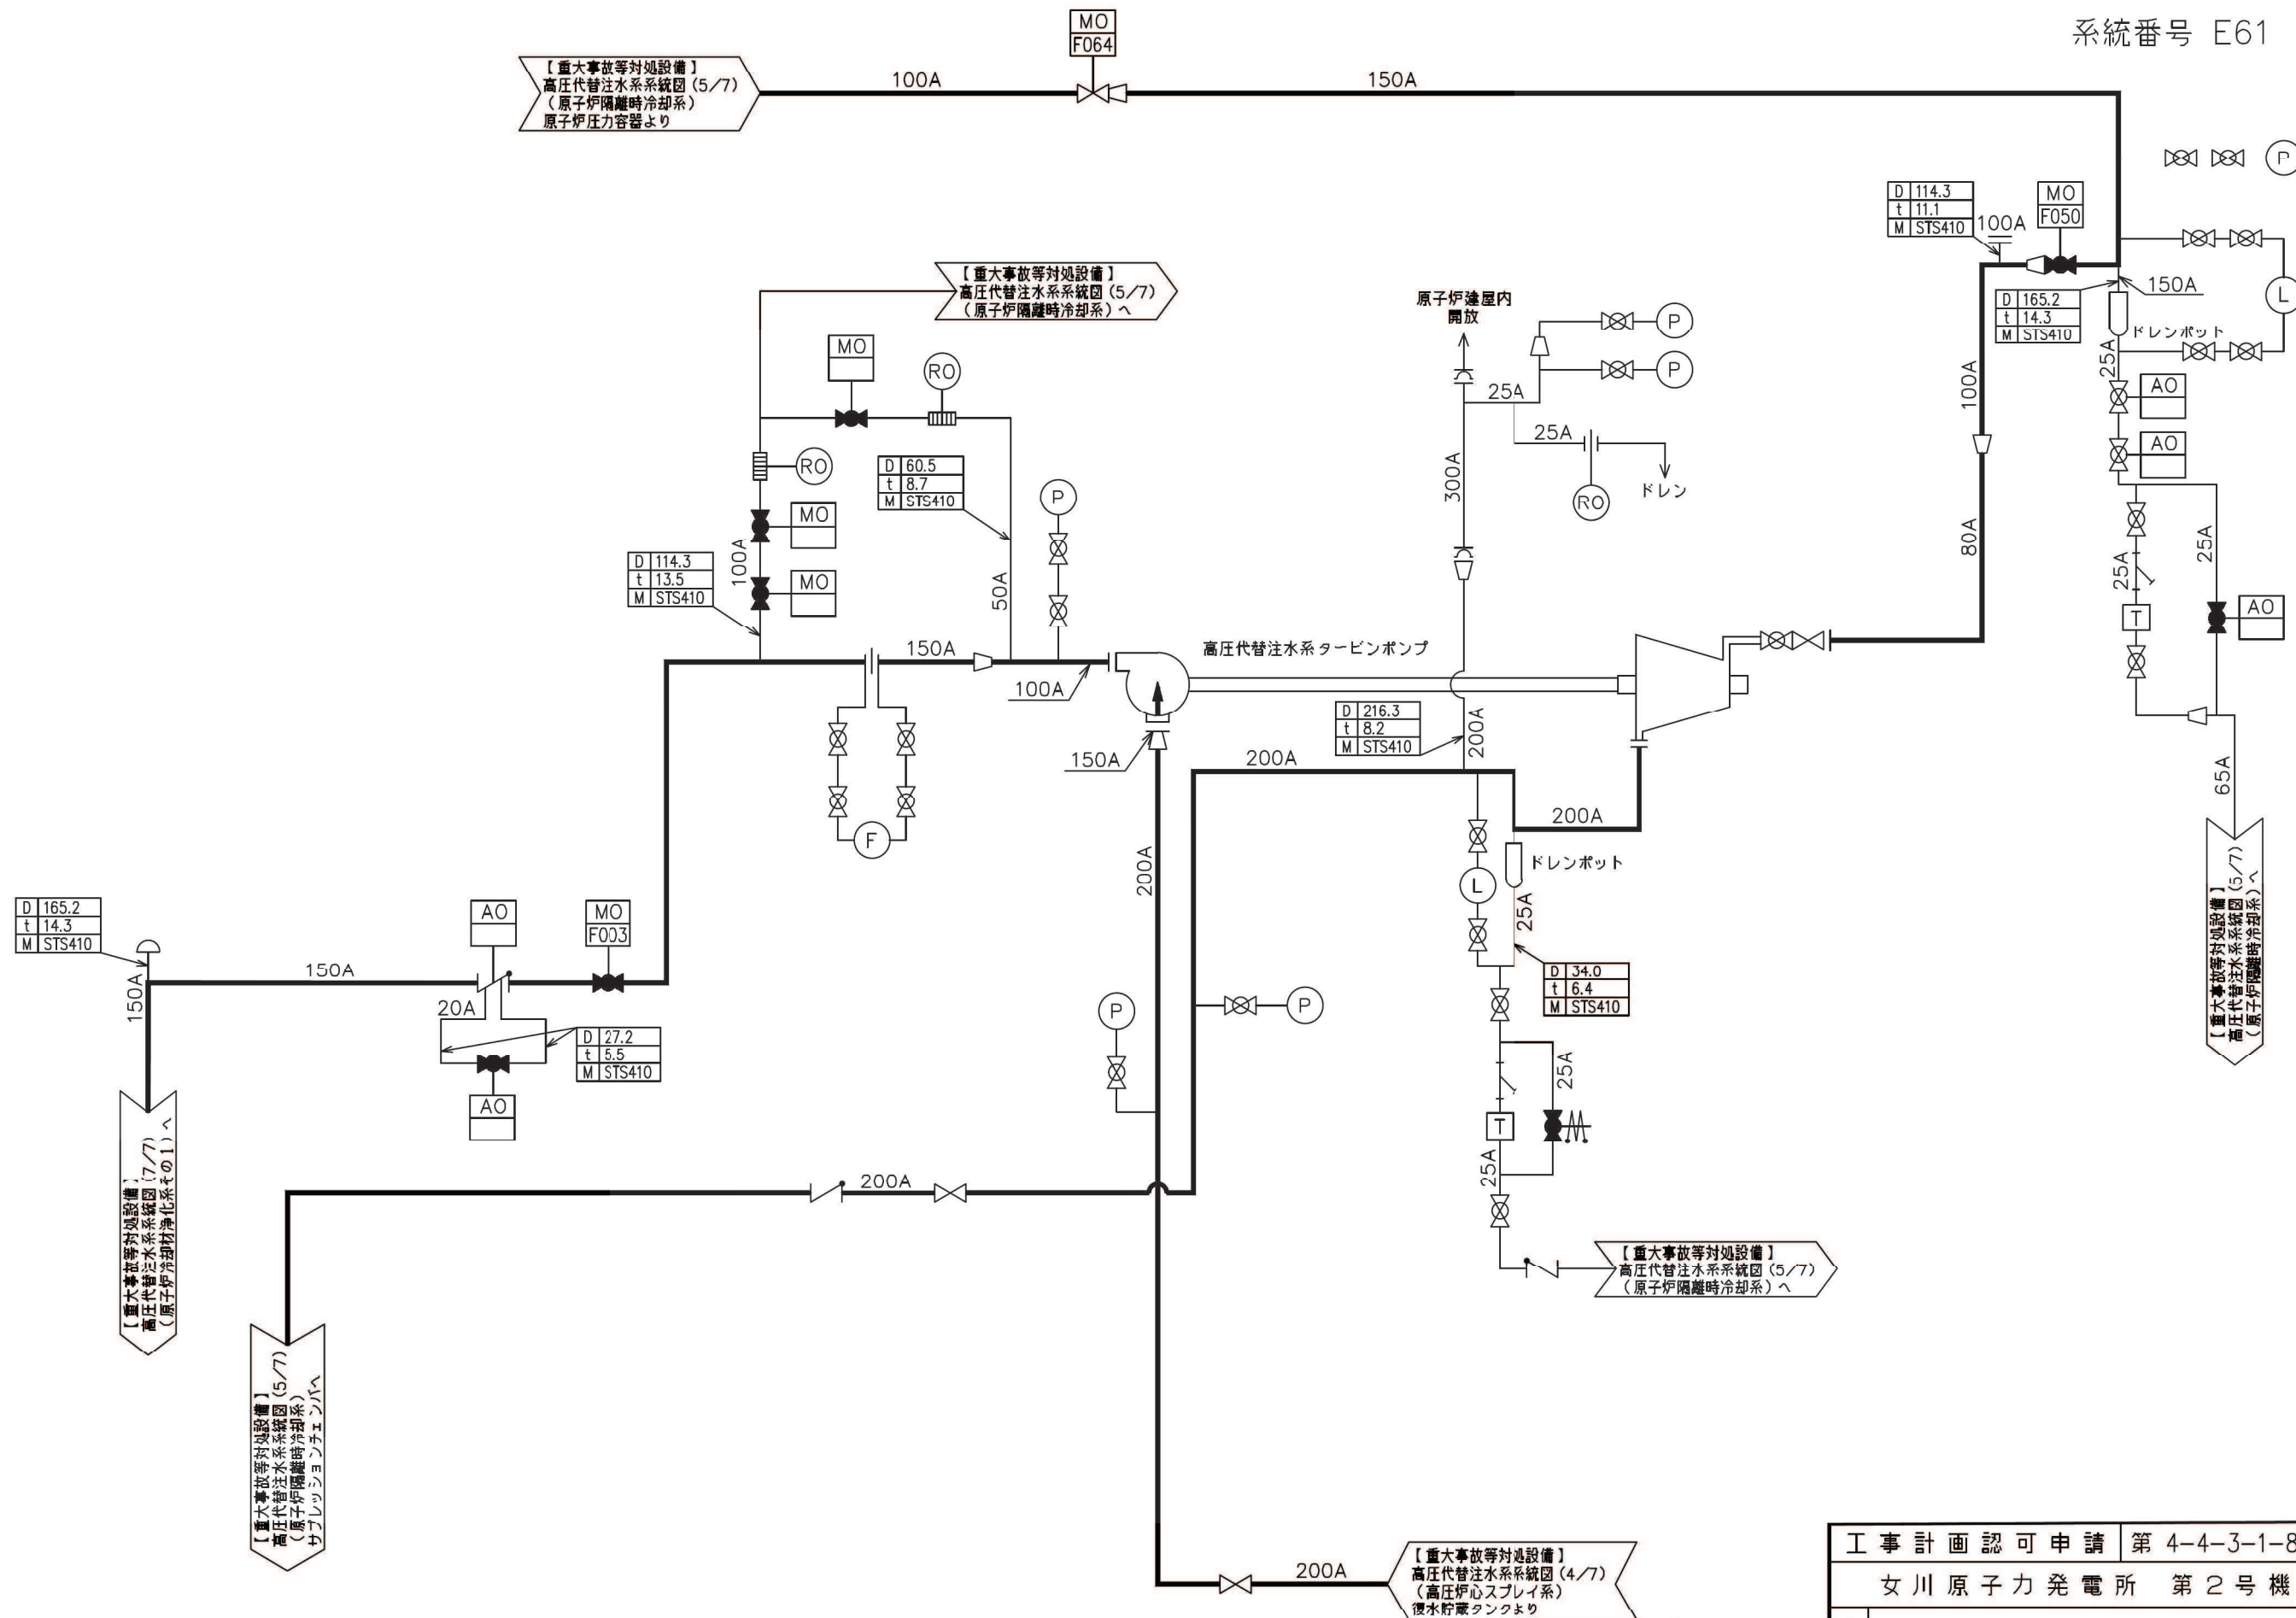 系統番号 E61
MO
F064
【重大事故等対処設備】
高圧代替注水系系統図(5/7)
(原子炉隔離時冷却系)
原子炉圧力容器より
100A
150A
P
D 114.3
t 11.1
M STS410
100A
MO
F050
【重大事故等対処設備】
高圧代替注水系系統図(5/7)
(原子炉隔離時冷却系)へ
原子炉建屋内
開放
P
P
25A
25A
RO
ドレン
300A
D 165.2
t 14.3
M STS410
150A
L
ドレンポット
25A
AO
AO
100A
80A
25A
25A
T
AO
65A
MO
RO
RO
D 60.5
t 8.7
M STS410
P
MO
MO
100A
50A
D 114.3
t 13.5
M STS410
150A
100A
高圧代替注水系タービンポンプ
150A
D 216.3
t 8.2
M STS410
200A
200A
200A
F
200A
L
ドレンポット
25A
D 34.0
t 6.4
M STS410
D 165.2
t 14.3
M STS410
150A
150A
AO
MO
F003
20A
D 27.2
t 5.5
M STS410
AO
P
P
25A
T
25A
200A
【重大事故等対処設備】
高圧代替注水系系統図(5/7)
(原子炉隔離時冷却系)へ
【重大事故等対処設備】
高圧代替注水系系統図(7/7)
(原子炉冷却材浄化系その1)へ
【重大事故等対処設備】
高圧代替注水系系統図(5/7)
(原子炉隔離時冷却系)
サプレッションチェンバへ
【重大事故等対処設備】
高圧代替注水系系統図(5/7)
(原子炉隔離時冷却系)へ
200A
【重大事故等対処設備】
高圧代替注水系系統図(4/7)
(高圧炉心スプレイ系)
復水貯蔵タンクより
工事計画認可申請 第 4-4-3-1-8
女川原子力発電所 第2号機